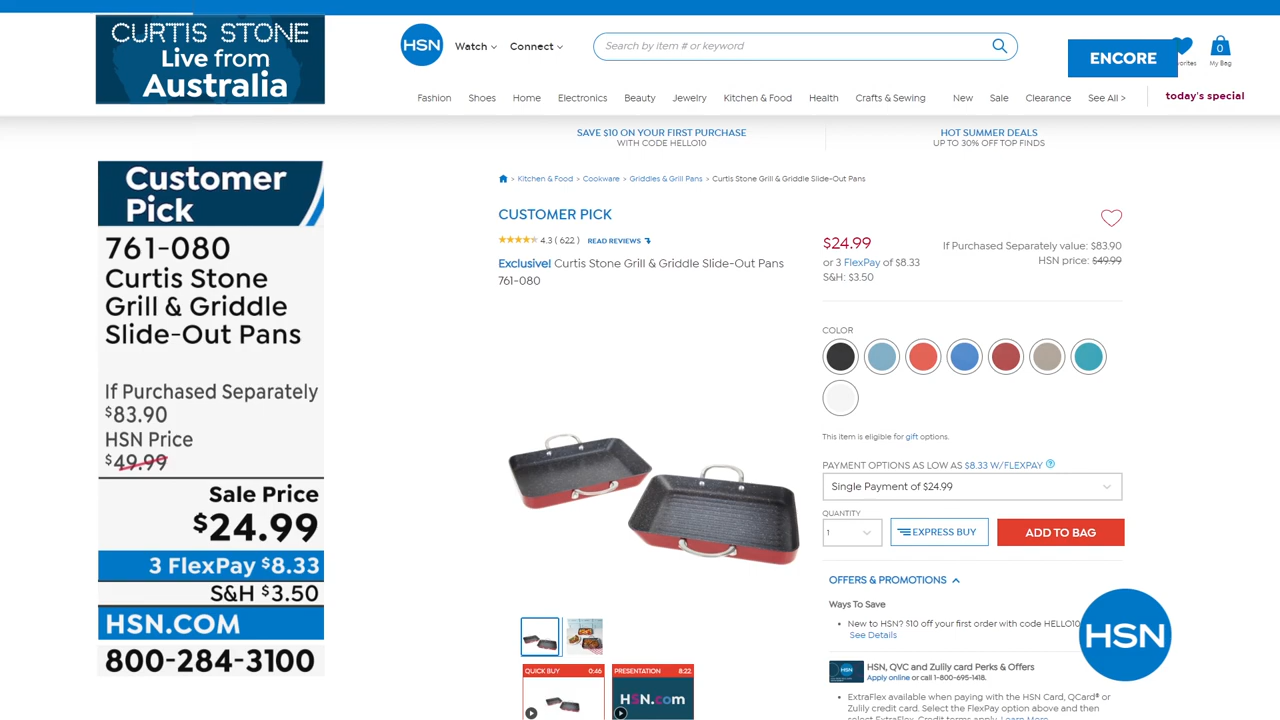 CURTIS STONE
Live from
Australia
HSN
Watch
Connect
Search by item # or keyword
ENCORE
0
My Bag
Fashion
Shoes
Home
Electronics
Beauty
Jewelry
Kitchen & Food
Health
Crafts & Sewing
New
Sale
Clearance
See All >
today's special
SAVE $10 ON YOUR FIRST PURCHASE
WITH CODE HELLO10
HOT SUMMER DEALS
UP TO 30% OFF TOP FINDS
Customer
Pick
761-080
Curtis Stone
Grill & Griddle
Slide-Out Pans
If Purchased Separately
$83.90
HSN Price
$49.99
Sale Price
$24.99
3 FlexPay $8.33
S&H $3.50
HSN.COM
800-284-3100
> Kitchen & Food > Cookware > Griddles & Grill Pans > Curtis Stone Grill & Griddle Slide-Out Pans
CUSTOMER PICK
4.3 ( 622 ) READ REVIEWS
Exclusive! Curtis Stone Grill & Griddle Slide-Out Pans
761-080
$24.99
or 3 FlexPay of $8.33
S&H: $3.50
If Purchased Separately value: $83.90
HSN price: $49.99
COLOR
This item is eligible for gift options.
PAYMENT OPTIONS AS LOW AS $8.33 W/FLEXPAY ?
Single Payment of $24.99
QUANTITY
1
EXPRESS BUY
ADD TO BAG
OFFERS & PROMOTIONS
Ways To Save
• New to HSN? $10 off your first order with code HELLO10
See Details
HSN
HSN, QVC and Zulily card Perks & Offers
Apply online or call 1-800-695-1418.
• ExtraFlex available when paying with the HSN Card, QCard® or
Zulily credit card. Select the FlexPay option above and then
select ExtraFlex. Credit terms apply. Learn More
QUICK BUY 0:46
PRESENTATION 8:22
HSN.com
HSN